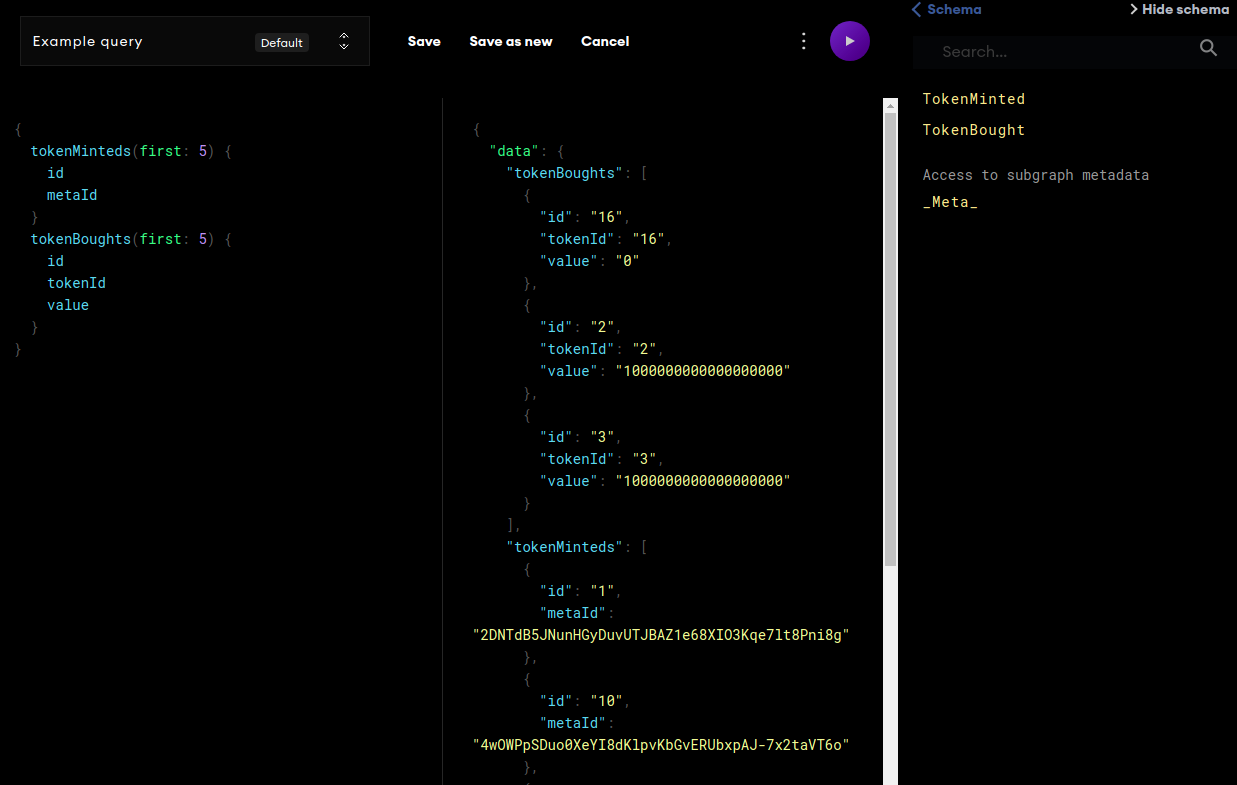 Example query
Default
Save
Save as new
Cancel
Schema
Hide schema
Search...
{
tokenMinteds(first: 5) {
id
metaId
}
tokenBoughts(first: 5) {
id
tokenId
value
}
}
{
"data": {
"tokenBoughts": [
{
"id": "16",
"tokenId": "16",
"value": "0"
},
{
"id": "2",
"tokenId": "2",
"value": "1000000000000000000"
},
{
"id": "3",
"tokenId": "3",
"value": "1000000000000000000"
}
],
"tokenMinteds": [
{
"id": "1",
"metaId":
"2DNTdB5JNunHGyDuvUTJBAZ1e68XIO3Kqe7lt8Pni8g"
},
{
"id": "10",
"metaId":
"4wOWPpSDuo0XeYI8dKlpvKbGvERUbxpAJ-7x2taVT6o"
},
{
TokenMinted
TokenBought
Access to subgraph metadata
_Meta_